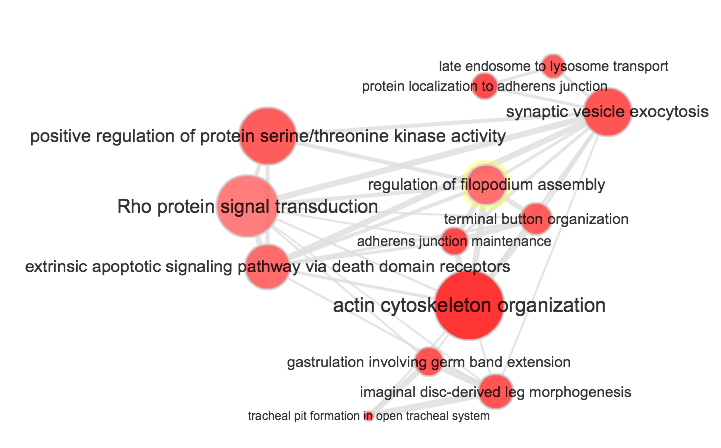 late endosome to lysosome transport
protein localization to adherens junction
synaptic vesicle exocytosis
positive regulation of protein serine/threonine kinase activity
regulation of filopodium assembly
Rho protein signal transduction
terminal button organization
adherens junction maintenance
extrinsic apoptotic signaling pathway via death domain receptors
actin cytoskeleton organization
gastrulation involving germ band extension
imaginal disc-derived leg morphogenesis
tracheal pit formation in open tracheal system